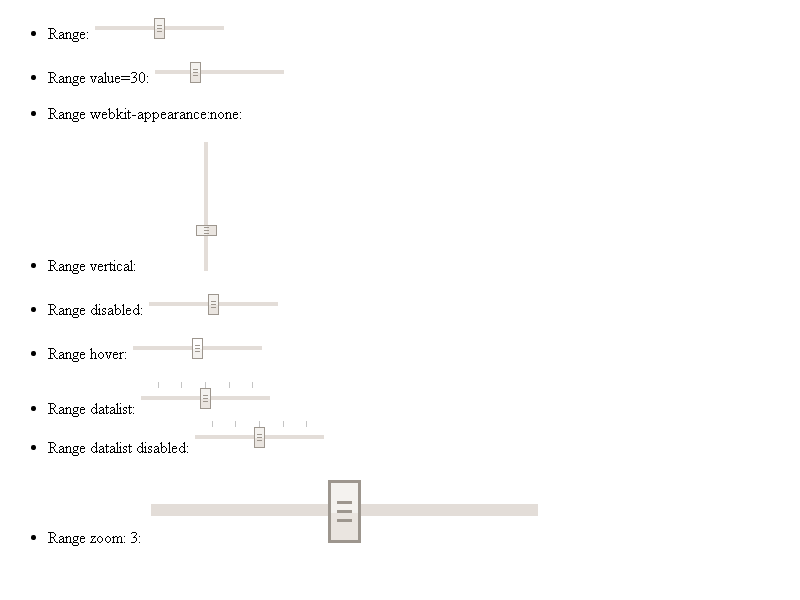 Range:
Range value=30:
Range webkit-appearance:none:
Range vertical:
Range disabled:
Range hover:
Range datalist:
Range datalist disabled:
Range zoom: 3: